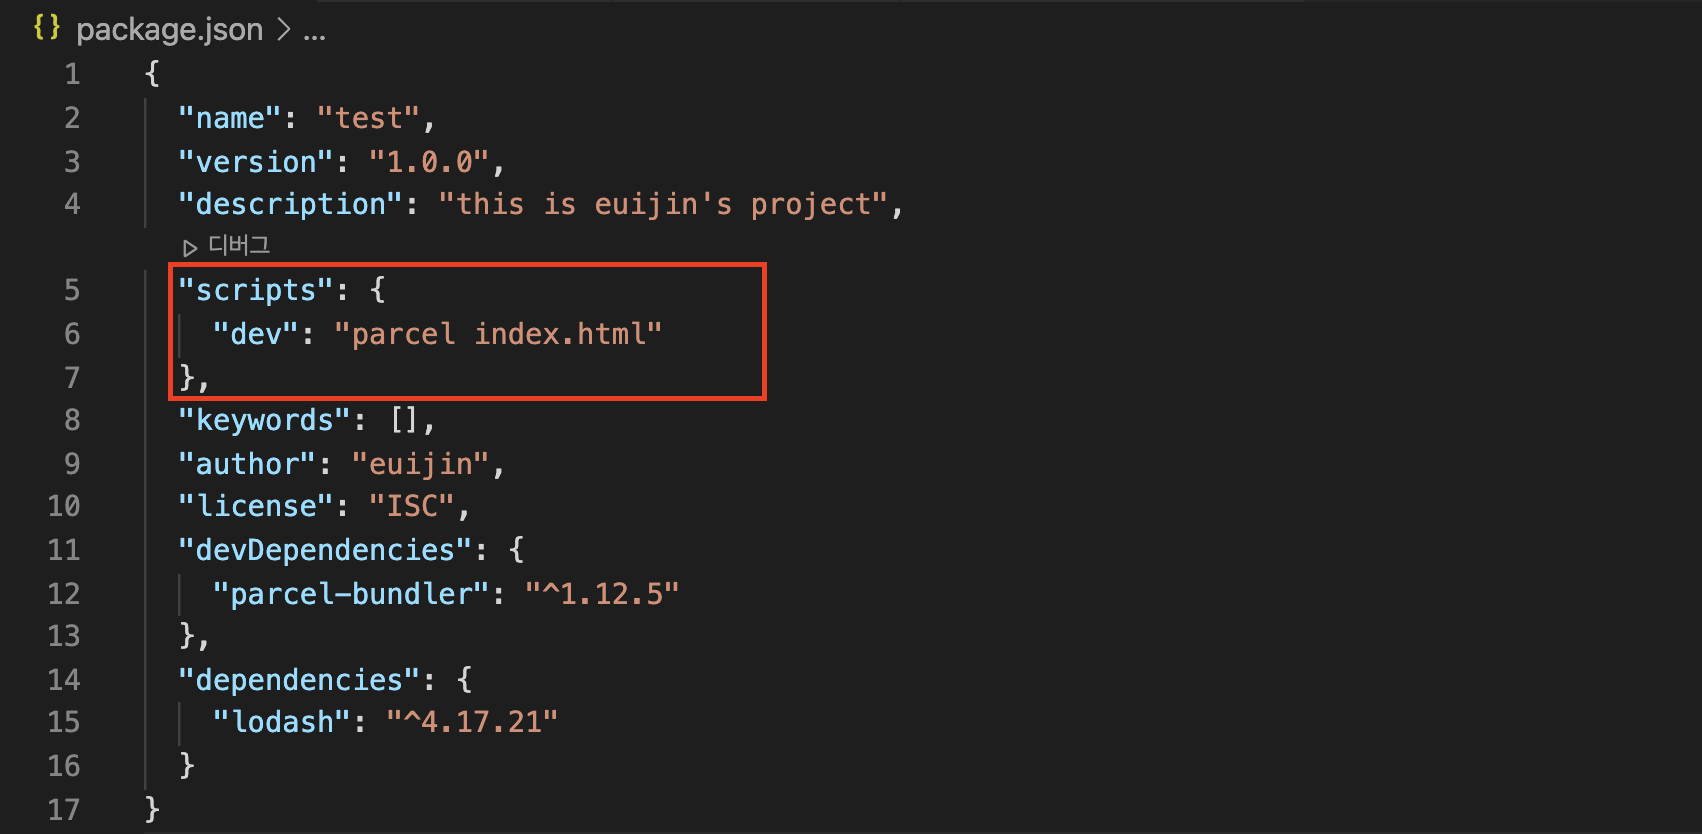 {} package.json > ...
1 {
2 "name": "test",
3 "version": "1.0.0",
4 "description": "this is euijin's project",
▷ 디버그
5 "scripts": {
6 "dev": "parcel index.html"
7 },
8 "keywords": [],
9 "author": "euijin",
10 "license": "ISC",
11 "devDependencies": {
12 "parcel-bundler": "^1.12.5"
13 },
14 "dependencies": {
15 "lodash": "^4.17.21"
16 }
17 }